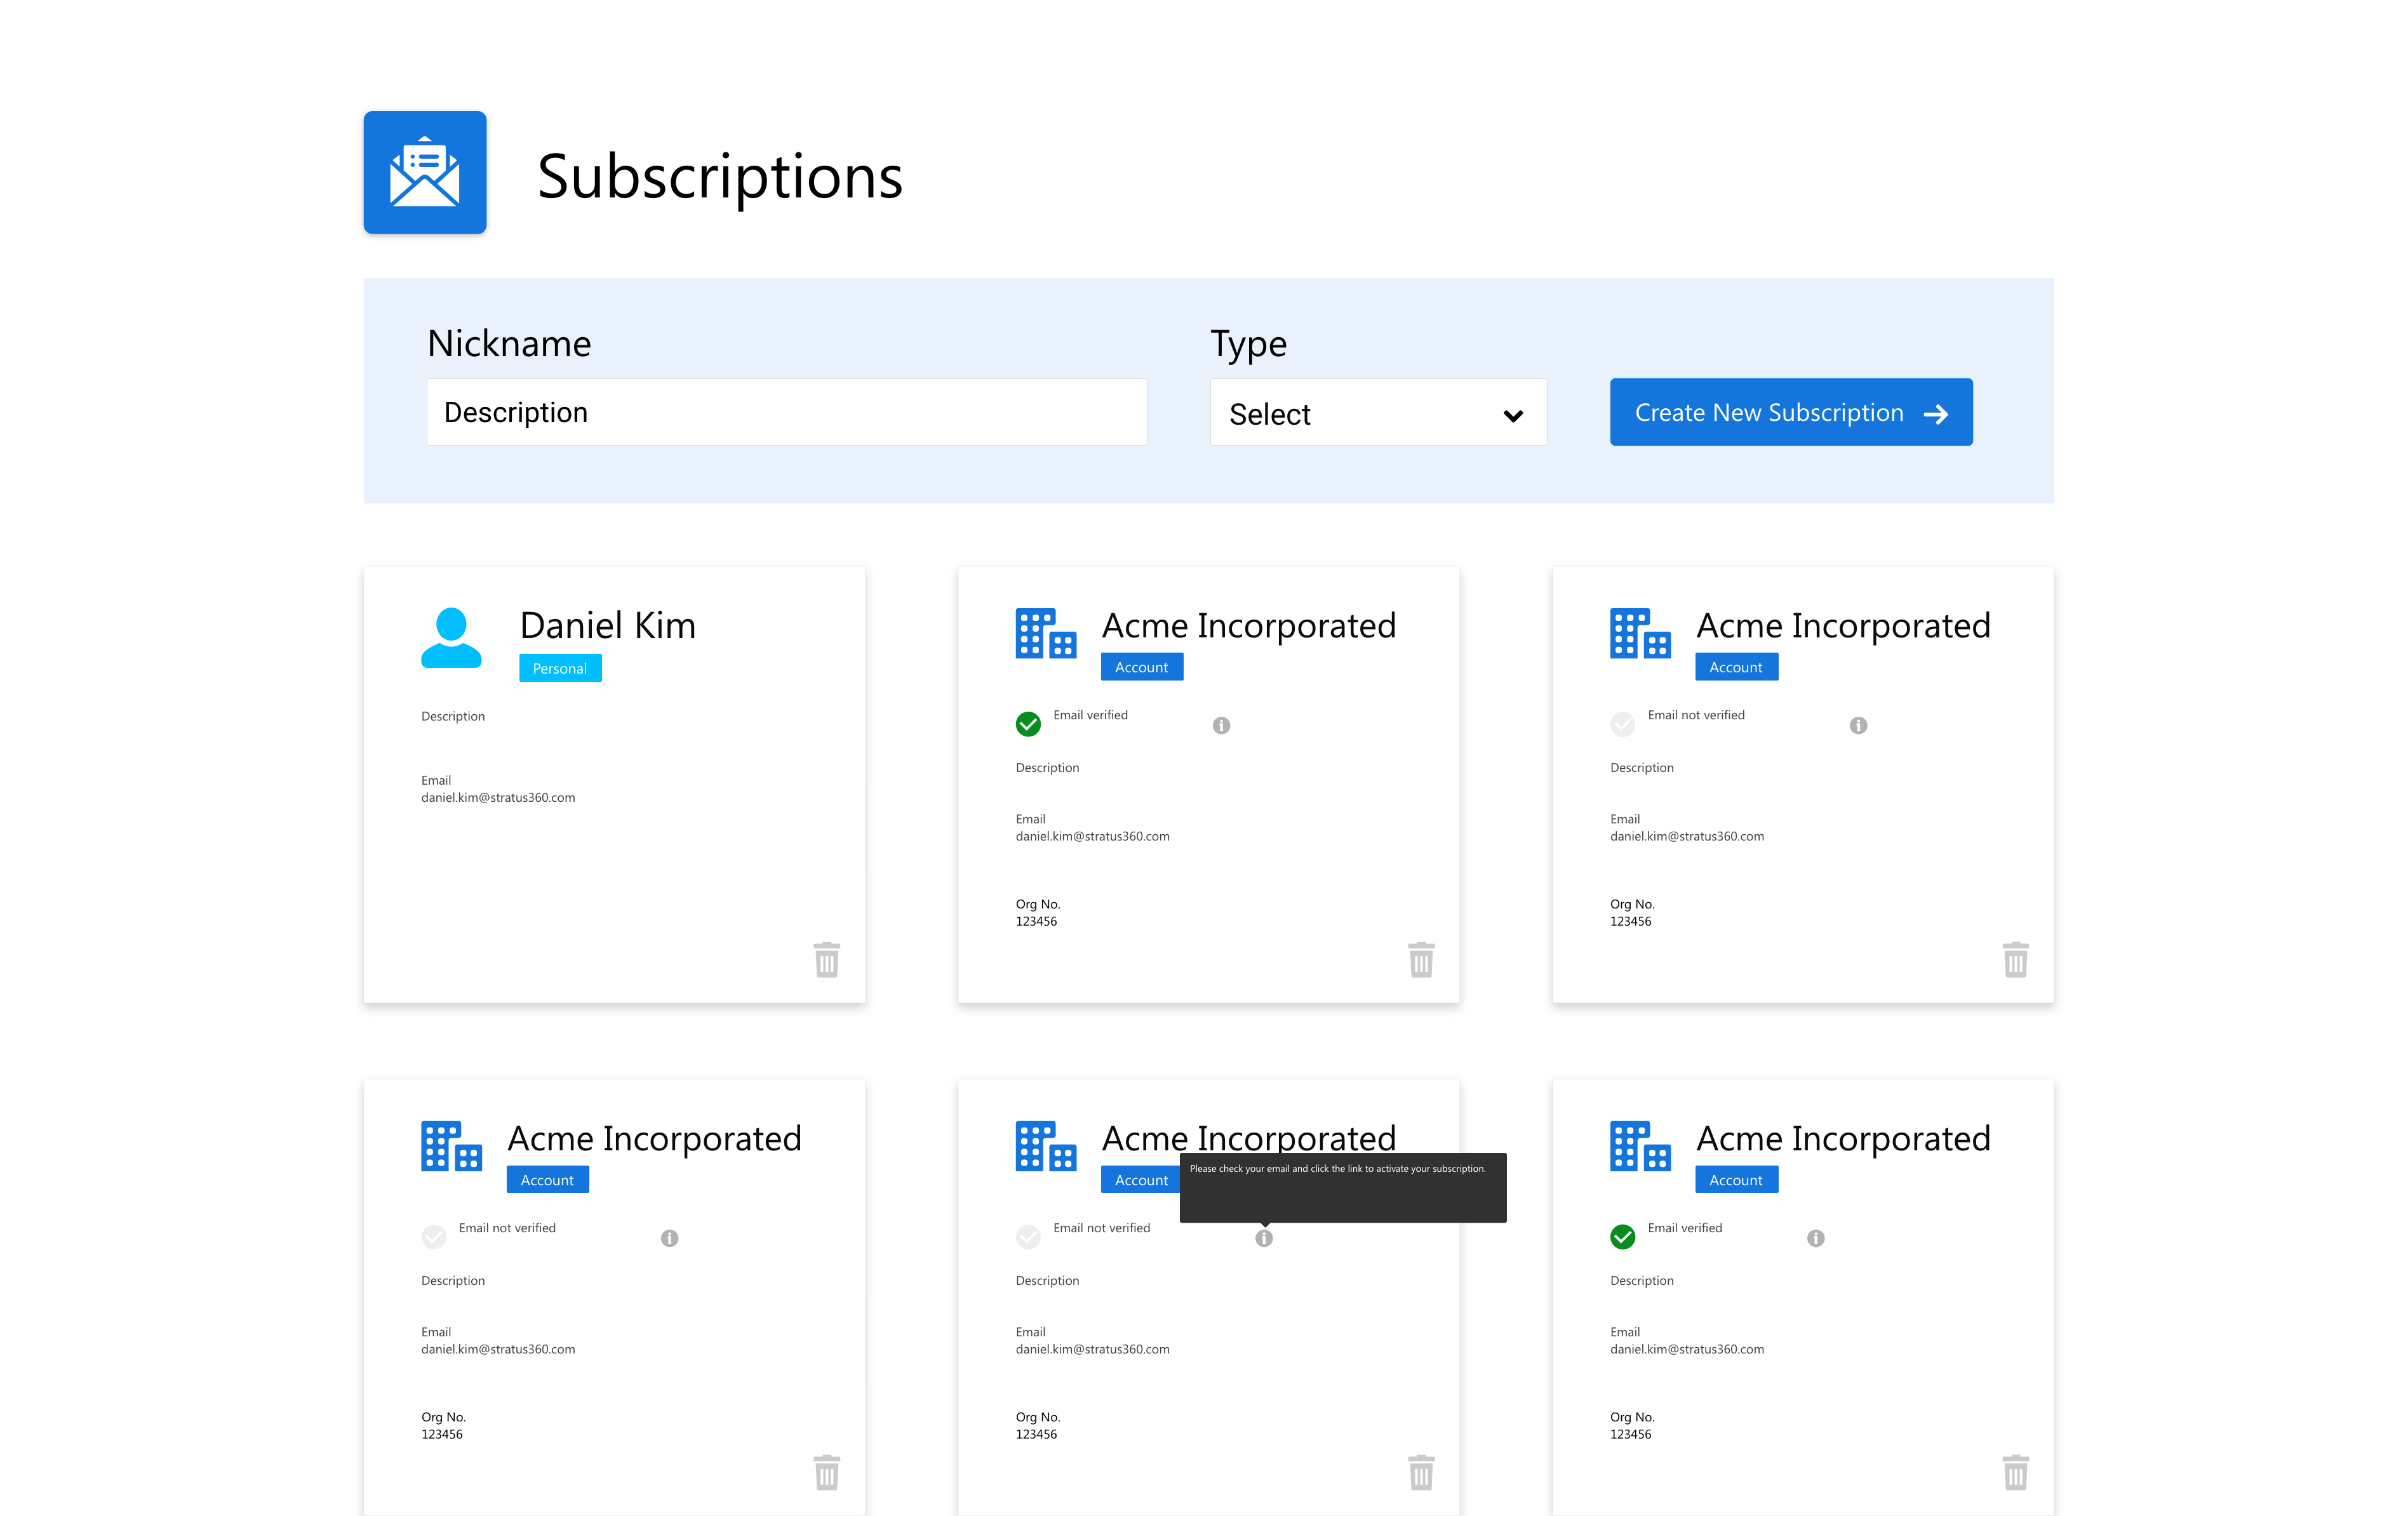 Subscriptions
Nickname
Type
Description
Select
Create New Subscription
Daniel Kim
Personal
Description
Email
daniel.kim@stratus360.com
Acme Incorporated
Account
Email verified
Description
Email
daniel.kim@stratus360.com
Org No.
123456
Acme Incorporated
Account
Email not verified
Description
Email
daniel.kim@stratus360.com
Org No.
123456
Acme Incorporated
Account
Email not verified
Description
Email
daniel.kim@stratus360.com
Org No.
123456
Acme Incorporated
Please check your email and click the link to activate your subscription.
Account
Email not verified
Description
Email
daniel.kim@stratus360.com
Org No.
123456
Acme Incorporated
Account
Email verified
Description
Email
daniel.kim@stratus360.com
Org No.
123456